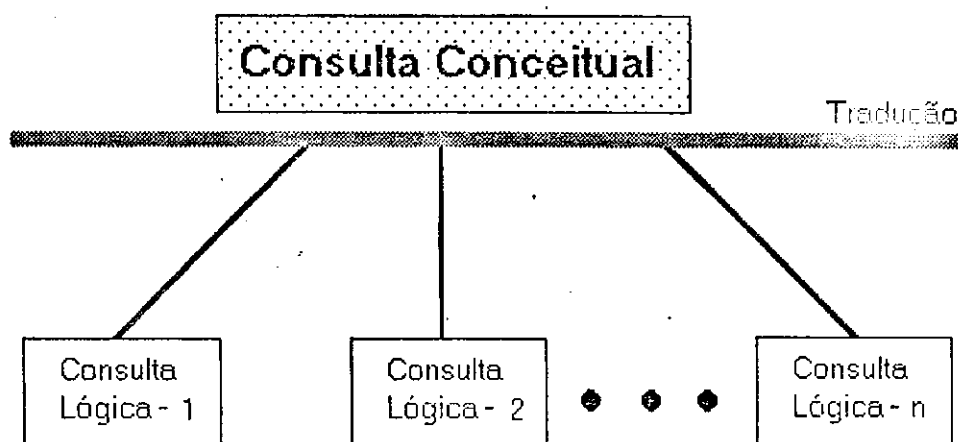 Consulta Conceitual
Tradução
Consulta
Lógica - 1
Consulta
Lógica - 2
Consulta
Lógica - n